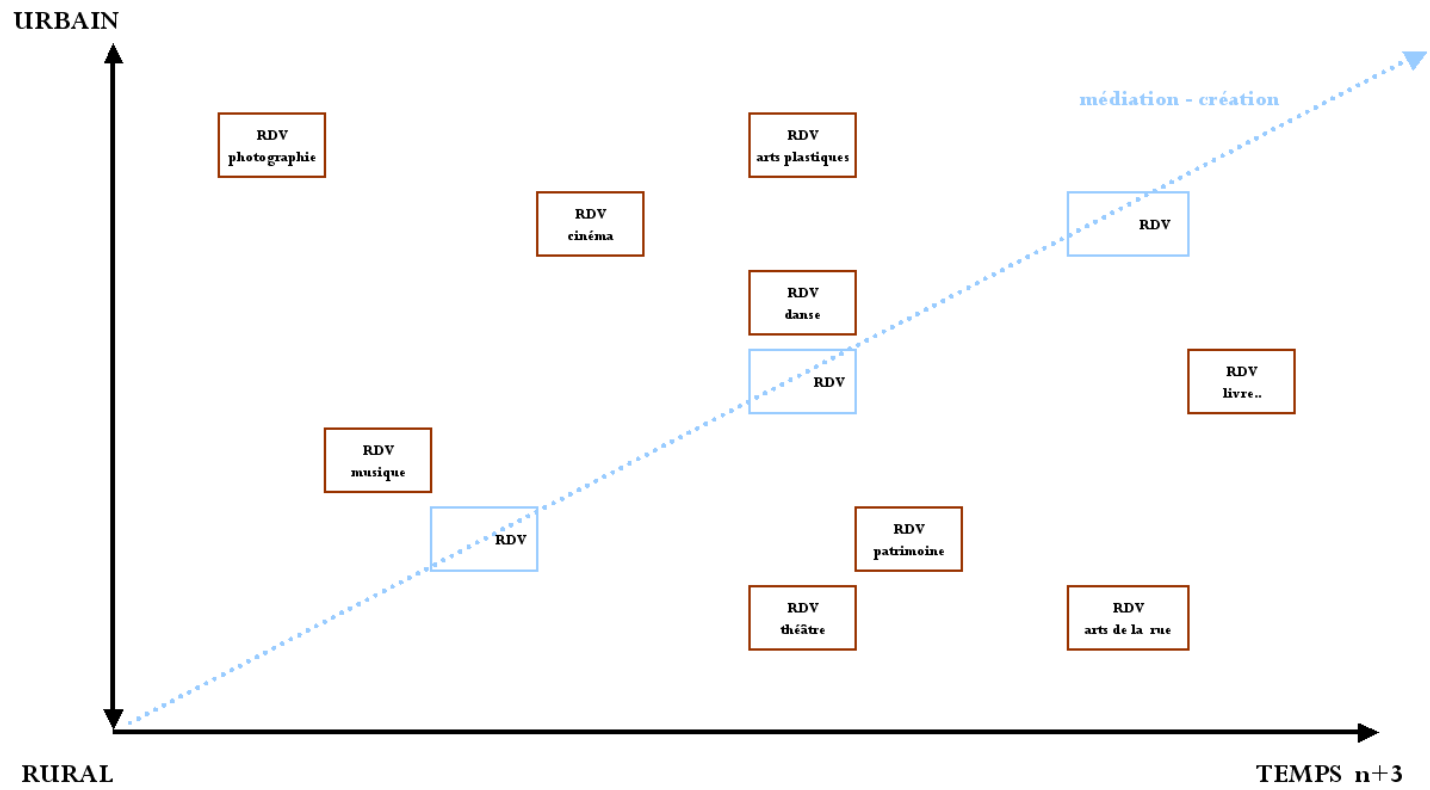 URBAIN
médiation - création
RDV
photographie
RDV
arts plastiques
RDV
cinéma
RDV
RDV
danse
RDV
RDV
livre..
RDV
musique
RDV
RDV
patrimoine
RDV
théâtre
RDV
arts de la rue
RURAL
TEMPS n+3